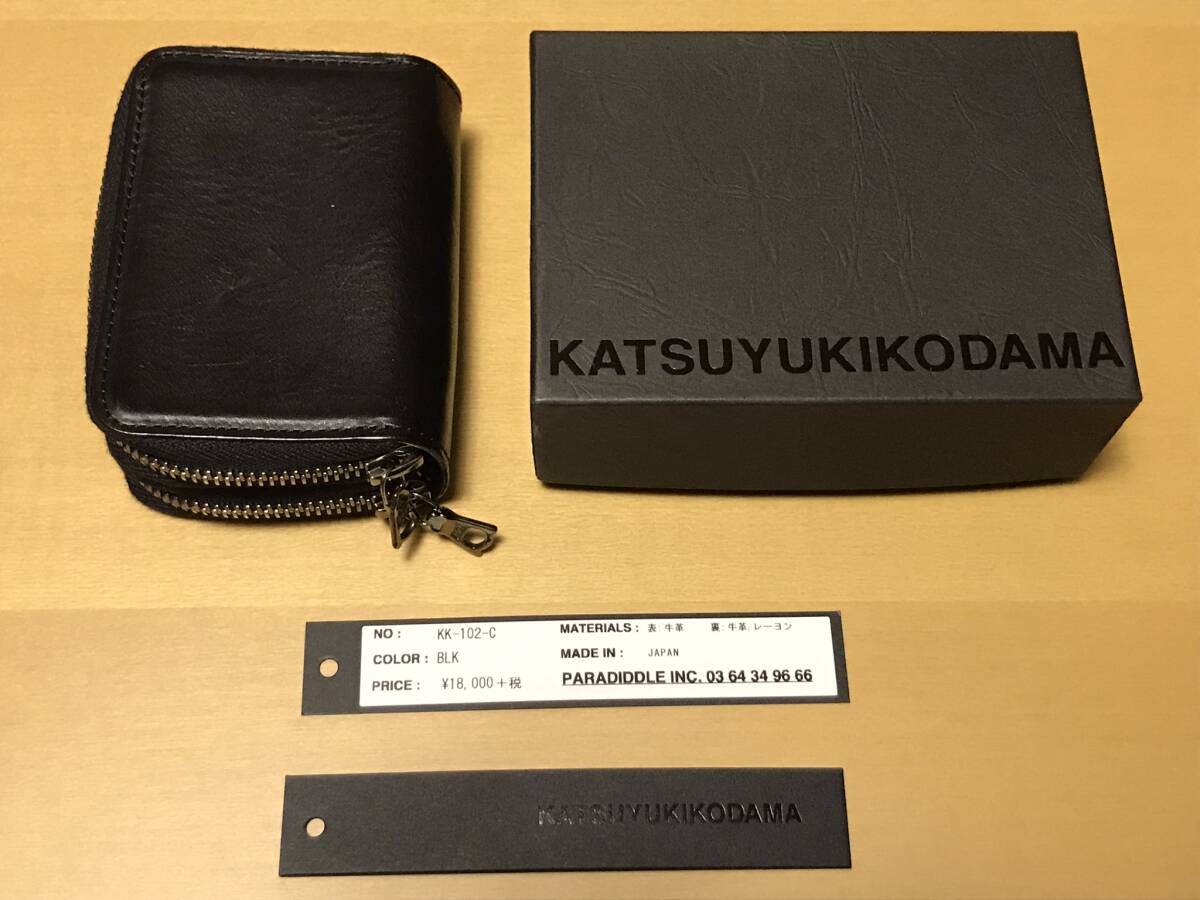 KATSUYUKIKODAMA
NO: KK-102-C MATERIALS: 表:牛革 裏:牛革,レーヨン
COLOR: BLK MADE IN: JAPAN
PRICE: ¥18,000+税 PARADIDDLE INC. 03 64 34 96 66
KATSUYUKIKODAMA